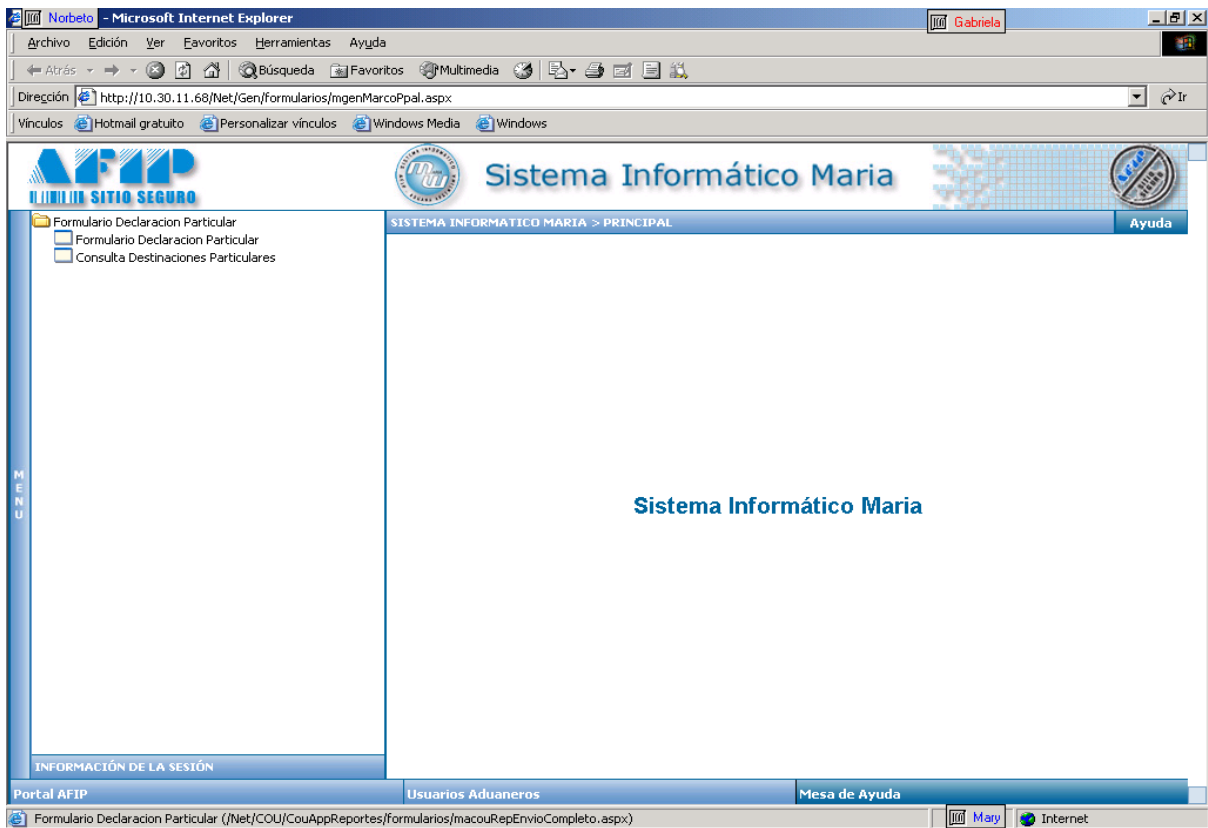 Norbeto - Microsoft Internet Explorer
Gabriela
Archivo Edición Ver Favoritos Herramientas Ayuda
Atrás Búsqueda Favoritos Multimedia
Dirección http://10.30.11.68/Net/Gen/formularios/mgenMarcoPpal.aspx Ir
Vínculos Hotmail gratuito Personalizar vínculos Windows Media Windows
AFIP
SITIO SEGURO
Sistema Informático Maria
Formulario Declaracion Particular
Formulario Declaracion Particular
Consulta Destinaciones Particulares
SISTEMA INFORMATICO MARIA > PRINCIPAL Ayuda
MENU
Sistema Informático Maria
INFORMACIÓN DE LA SESIÓN
Portal AFIP Usuarios Aduaneros Mesa de Ayuda
Formulario Declaracion Particular (/Net/COU/CouAppReportes/formularios/macouRepEnvioCompleto.aspx) Mary Internet